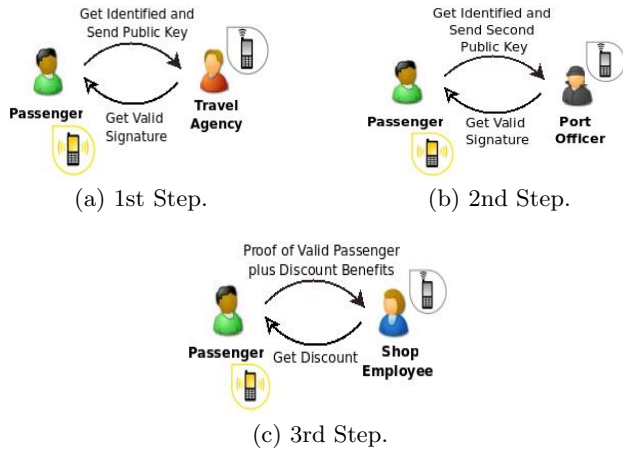 Get Identified and
Send Public Key
Passenger
Travel
Agency
Get Valid
Signature
(a) 1st Step.
Get Identified and
Send Second
Public Key
Passenger
Port
Officer
Get Valid
Signature
(b) 2nd Step.
Proof of Valid Passenger
plus Discount Benefits
Passenger
Get Discount
Shop
Employee
(c) 3rd Step.